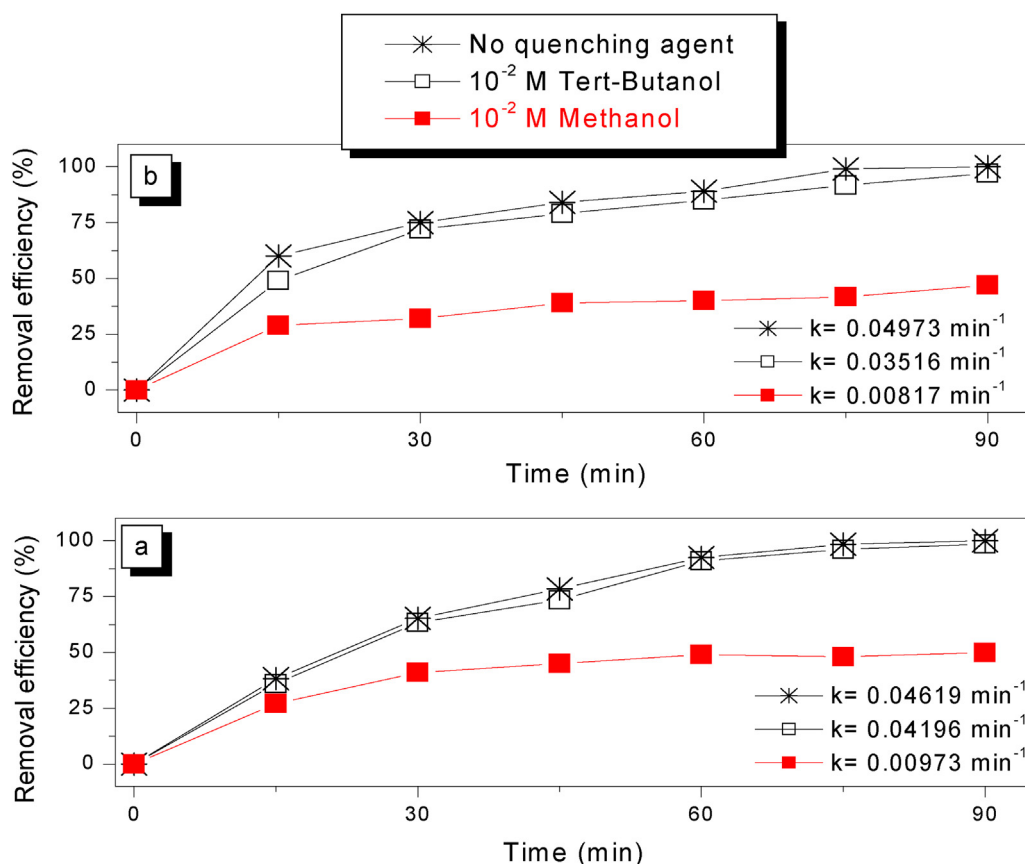 No quenching agent
10⁻² M Tert-Butanol
10⁻² M Methanol
b
Removal efficiency (%)
100
75
50
25
0
k= 0.04973 min⁻¹
k= 0.03516 min⁻¹
k= 0.00817 min⁻¹
0 30 60 90
Time (min)
a
Removal efficiency (%)
100
75
50
25
0
k= 0.04619 min⁻¹
k= 0.04196 min⁻¹
k= 0.00973 min⁻¹
0 30 60 90
Time (min)